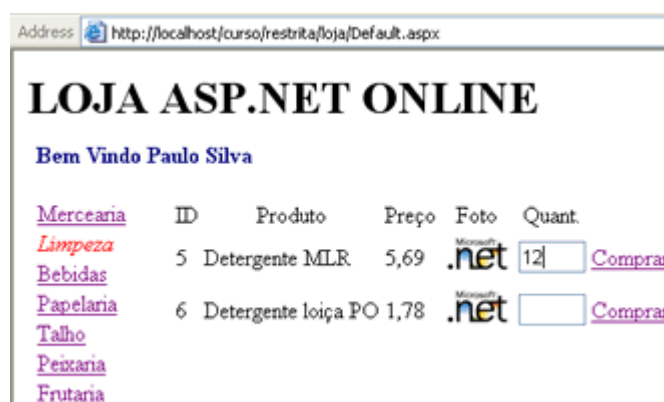 Address http://localhost/curso/restrita/loja/Default.aspx
LOJA ASP.NET ONLINE
Bem Vindo Paulo Silva
Mercearia
Limpeza
Bebidas
Papelaria
Talho
Peixaria
Frutaria
ID Produto Preço Foto Quant.
5 Detergente MLR 5,69 Microsoft .net 12 Comprar
6 Detergente loiça PO 1,78 Microsoft .net Comprar